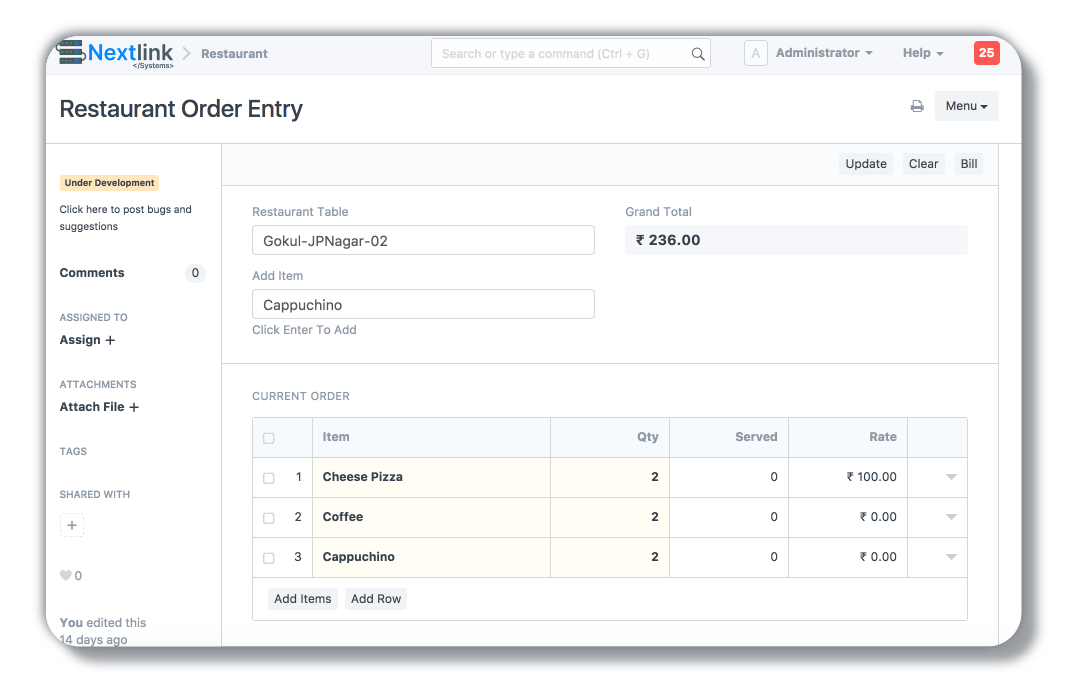 Nextlink
</Systems>
Restaurant
Search or type a command (Ctrl + G)
A
Administrator
Help
25
Restaurant Order Entry
Menu
Update
Clear
Bill
Under Development
Click here to post bugs and
suggestions
Comments 0
ASSIGNED TO
Assign +
ATTACHMENTS
Attach File +
TAGS
SHARED WITH
+
0
You edited this
14 days ago
Restaurant Table
Gokul-JPNagar-02
Grand Total
₹ 236.00
Add Item
Cappuchino
Click Enter To Add
CURRENT ORDER
Item Qty Served Rate
1 Cheese Pizza 2 0 ₹ 100.00
2 Coffee 2 0 ₹ 0.00
3 Cappuchino 2 0 ₹ 0.00
Add Items Add Row